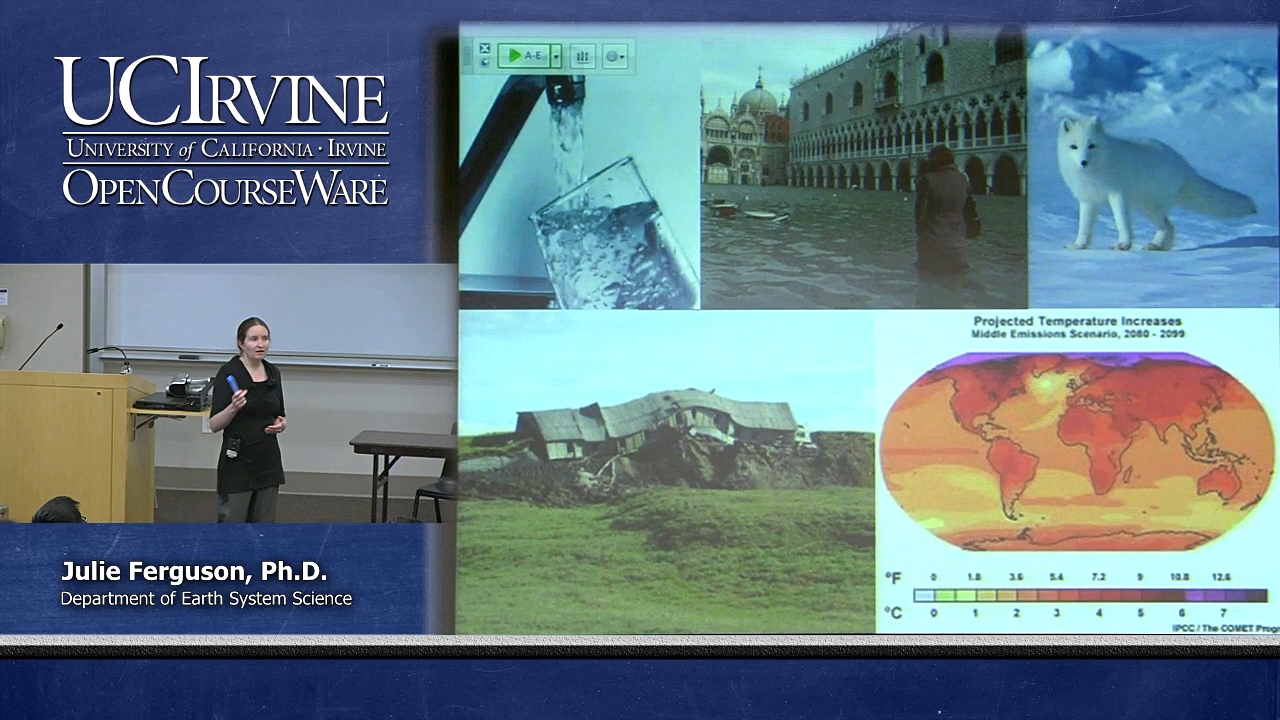 UCIRVINE
UNIVERSITY of CALIFORNIA · IRVINE
OPENCOURSEWARE
A-E
Projected Temperature Increases
Middle Emissions Scenario, 2080 - 2099
°F 0 1.8 3.6 5.4 7.2 9 10.8 12.6
°C 0 1 2 3 4 5 6 7
IPCC / The COMET Progr
Julie Ferguson, Ph.D.
Department of Earth System Science